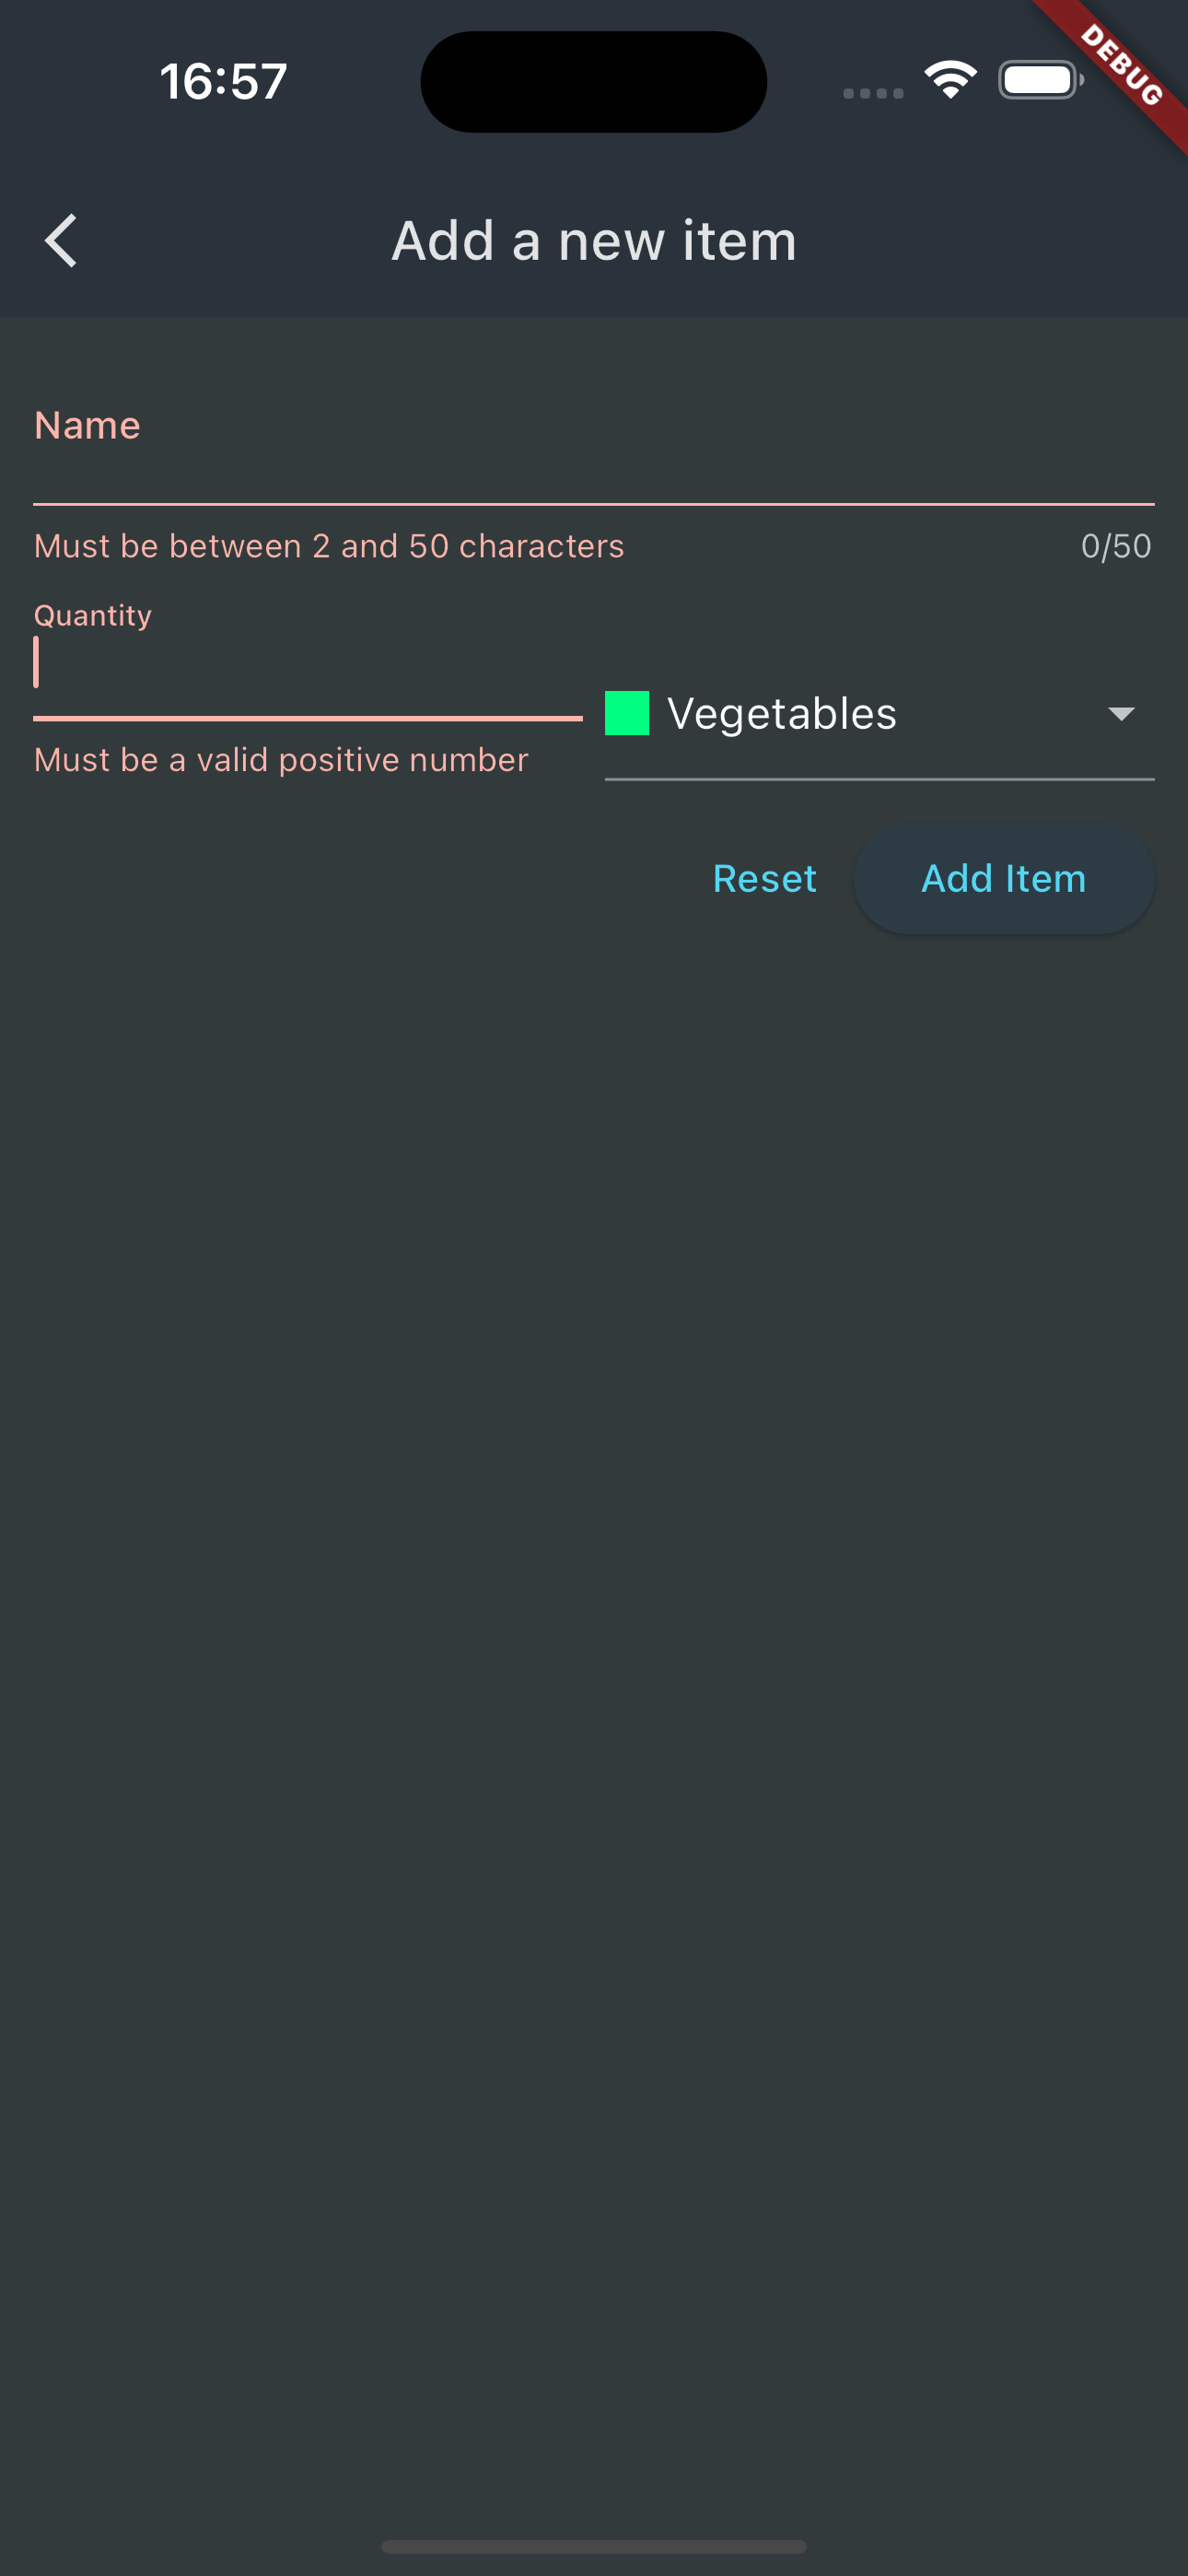 16:57
DEBUG
Add a new item
Name
Must be between 2 and 50 characters 0/50
Quantity
Vegetables
Must be a valid positive number
Reset Add Item